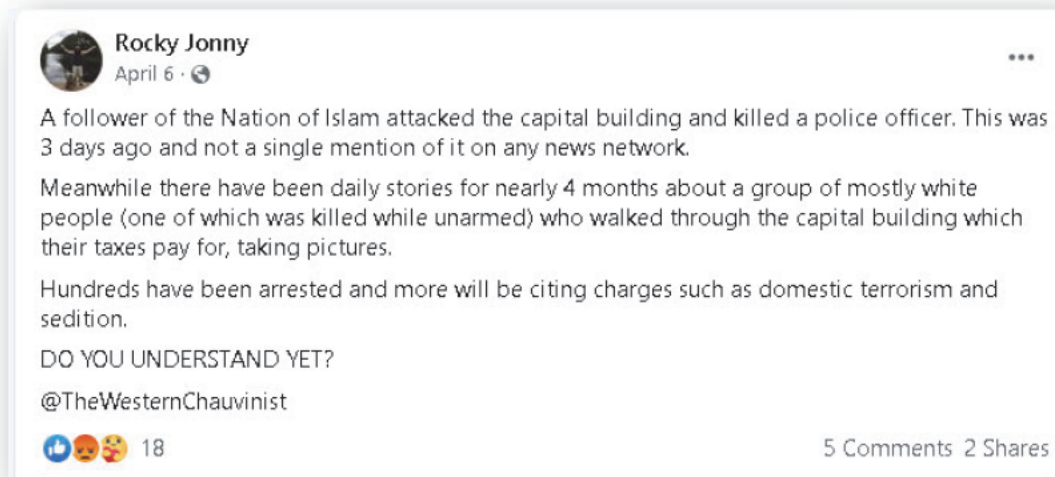 Rocky Jonny
April 6 ·
A follower of the Nation of Islam attacked the capital building and killed a police officer. This was
3 days ago and not a single mention of it on any news network.
Meanwhile there have been daily stories for nearly 4 months about a group of mostly white
people (one of which was killed while unarmed) who walked through the capital building which
their taxes pay for, taking pictures.
Hundreds have been arrested and more will be citing charges such as domestic terrorism and
sedition.
DO YOU UNDERSTAND YET?
@TheWesternChauvinist
18
5 Comments 2 Shares